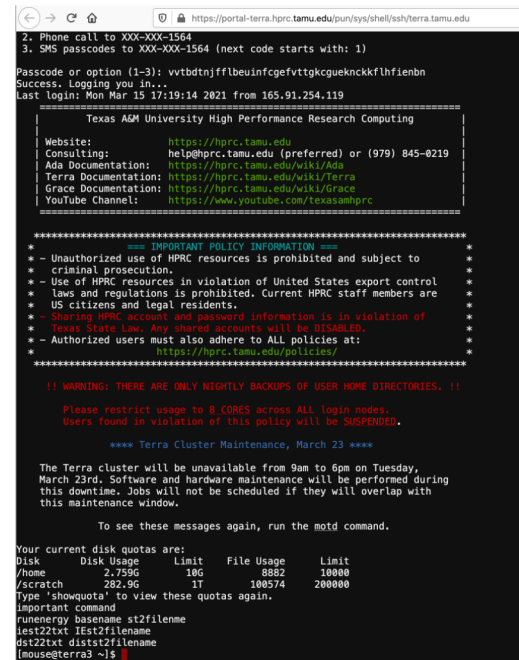 https://portal-terra.hprc.tamu.edu/pun/sys/shell/ssh/terra.tamu.edu
2. Phone call to XXX-XXX-1564
3. SMS passcodes to XXX-XXX-1564 (next code starts with: 1)
Passcode or option (1-3): vvtbdtnjfflbeuinfcgefvttgkcgueknckkflhfienbn
Success. Logging you in...
Last login: Mon Mar 15 17:19:14 2021 from 165.91.254.119
======================================================================
| Texas A&M University High Performance Research Computing |
| |
| Website: https://hprc.tamu.edu |
| Consulting: help@hprc.tamu.edu (preferred) or (979) 845-0219 |
| Ada Documentation: https://hprc.tamu.edu/wiki/Ada |
| Terra Documentation: https://hprc.tamu.edu/wiki/Terra |
| Grace Documentation: https://hprc.tamu.edu/wiki/Grace |
| YouTube Channel: https://www.youtube.com/texasamhprc |
======================================================================
************************************************************************
* === IMPORTANT POLICY INFORMATION === *
* - Unauthorized use of HPRC resources is prohibited and subject to *
* criminal prosecution. *
* - Use of HPRC resources in violation of United States export control *
* laws and regulations is prohibited. Current HPRC staff members are *
* US citizens and legal residents. *
* - Sharing HPRC account and password information is in violation of *
* Texas State Law. Any shared accounts will be DISABLED. *
* - Authorized users must also adhere to ALL policies at: *
* https://hprc.tamu.edu/policies/ *
************************************************************************
!! WARNING: THERE ARE ONLY NIGHTLY BACKUPS OF USER HOME DIRECTORIES. !!
Please restrict usage to 8 CORES across ALL login nodes.
Users found in violation of this policy will be SUSPENDED.
**** Terra Cluster Maintenance, March 23 ****
The Terra cluster will be unavailable from 9am to 6pm on Tuesday,
March 23rd. Software and hardware maintenance will be performed during
this downtime. Jobs will not be scheduled if they will overlap with
this maintenance window.
To see these messages again, run the motd command.
Your current disk quotas are:
Disk Disk Usage Limit File Usage Limit
/home 2.759G 10G 8882 10000
/scratch 282.9G 1T 100574 200000
Type 'showquota' to view these quotas again.
important command
runenergy basename st2filenme
iest22txt IEst2filename
dst22txt distst2filename
[mouse@terra3 ~]$